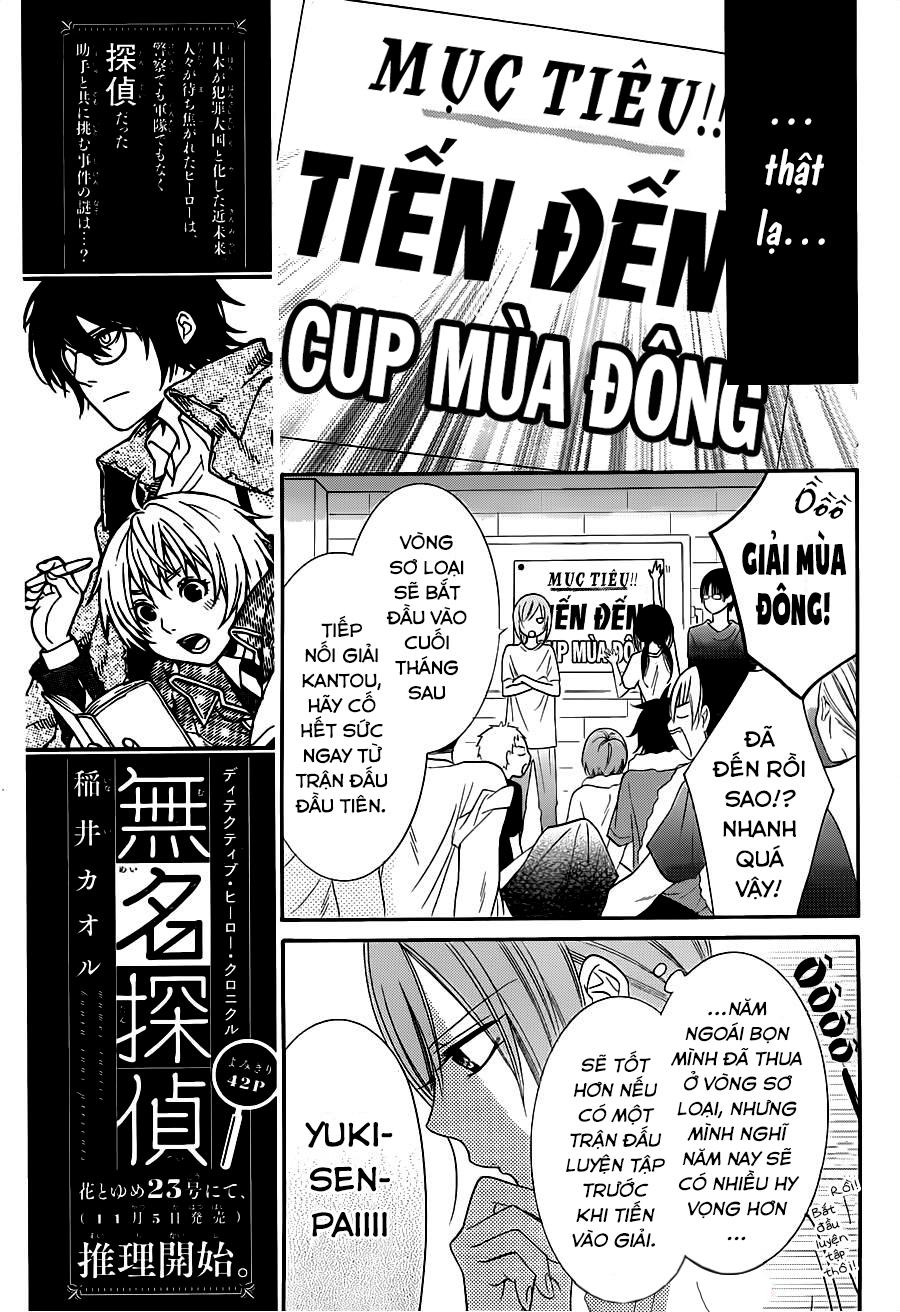 ...
thật
lạ...
MỤC TIÊU!!
TIẾN ĐẾN
CUP MÙA ĐÔNG
Ồồồ
GIẢI MÙA
ĐÔNG!
ĐÃ
ĐẾN RỒI
SAO!?
NHANH
QUÁ
VẬY!
MỤC TIÊU!!
TIẾN ĐẾN
CUP MÙA ĐÔNG
VÒNG
SƠ LOẠI
SẼ BẮT
ĐẦU VÀO
CUỐI
THÁNG
SAU
TIẾP
NỐI GIẢI
KANTOU,
HÃY CỐ
HẾT SỨC
NGAY TỪ
TRẬN ĐẤU
ĐẦU TIÊN.
Ồồồồ
...NĂM
NGOÁI BỌN
MÌNH ĐÃ THUA
Ở VÒNG SƠ
LOẠI, NHƯNG
MÌNH NGHĨ
NĂM NAY SẼ
CÓ NHIỀU HY
VỌNG HƠN
...
RỒI!!
Bắt
đầu
luyện
tập
thôi!!
SẼ TỐT
HƠN NẾU
CÓ MỘT
TRẬN ĐẤU
LUYỆN TẬP
TRƯỚC
KHI TIẾN
VÀO GIẢI.
YUKI-
SEN-
PAIIII
日本が犯罪大国と化した近未来
人々が待ち焦がれたヒーローは、
警察でも軍隊でもなく
探偵だった
助手と共に挑む事件の謎は…?
ディテクティブ・ヒーロー・クロニクル
無名探偵
稲井カオル
よみきり
42P
花とゆめ23号にて、
(11月5日発売)
推理開始。